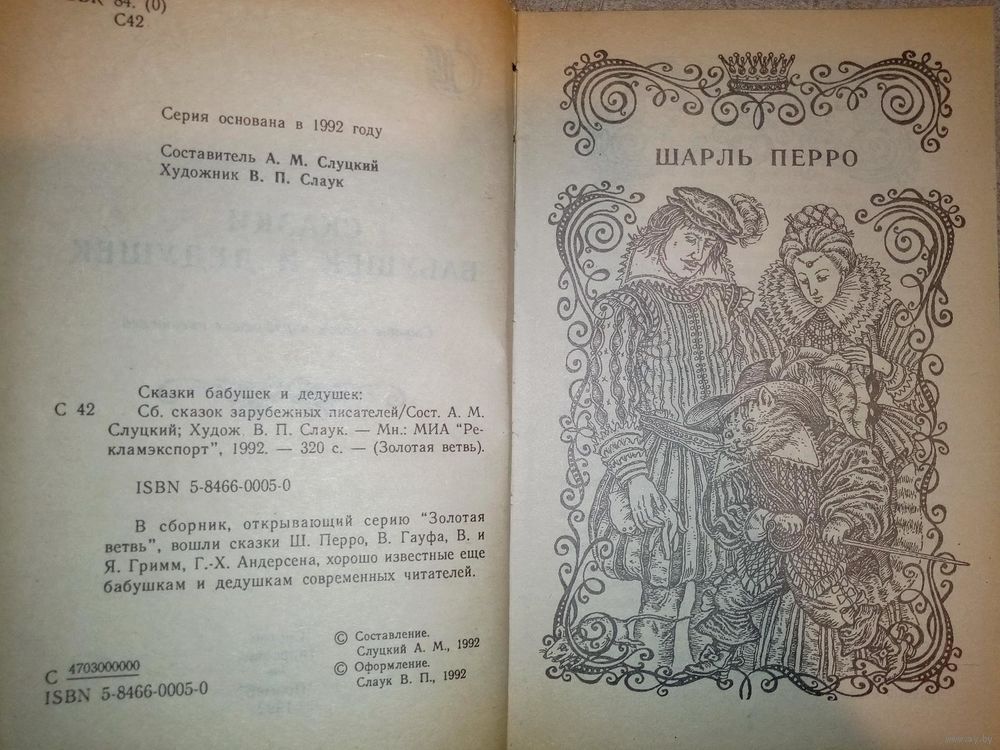 84. (0)
С42
Серия основана в 1992 году
Составитель А. М. Слуцкий
Художник В. П. Слаук
Сказки бабушек и дедушек:
С 42 Сб. сказок зарубежных писателей/Сост. А. М.
Слуцкий; Худож. В. П. Слаук. — Мн.: МИА "Ре-
кламэкспорт", 1992. — 320 с. — (Золотая ветвь).
ISBN 5-8466-0005-0
В сборник, открывающий серию "Золотая
ветвь", вошли сказки Ш. Перро, В. Гауфа, В. и
Я. Гримм, Г.-Х. Андерсена, хорошо известные еще
бабушкам и дедушкам современных читателей.
С 4703000000
ISBN 5-8466-0005-0
© Составление.
Слуцкий А. М., 1992
© Оформление.
Слаук В. П., 1992
ШАРЛЬ ПЕРРО